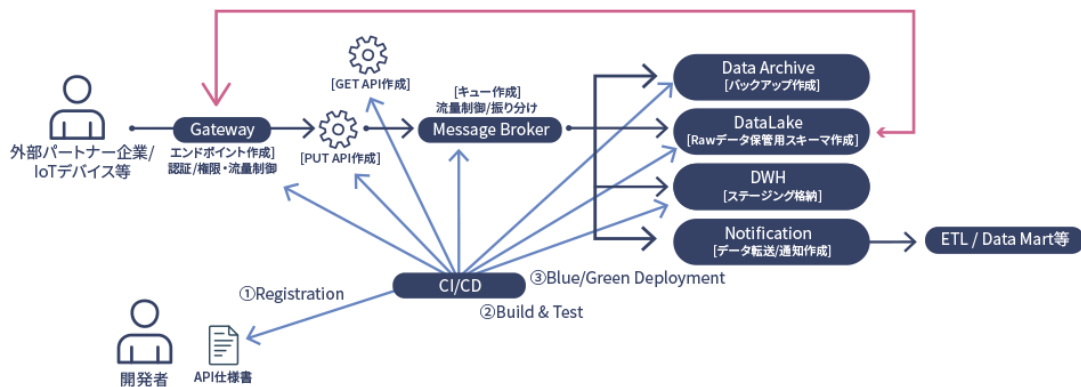 [GET API作成]
外部パートナー企業/
IoTデバイス等
Gateway
エンドポイント作成]
認証/権限・流量制御
[PUT API作成]
[キュー作成]
流量制御/振り分け
Message Broker
Data Archive
[バックアップ作成]
DataLake
[Rawデータ保管用スキーマ作成]
DWH
[ステージング格納]
Notification
[データ転送/通知作成]
ETL / Data Mart等
CI/CD
①Registration
②Build & Test
③Blue/Green Deployment
開発者
API仕様書